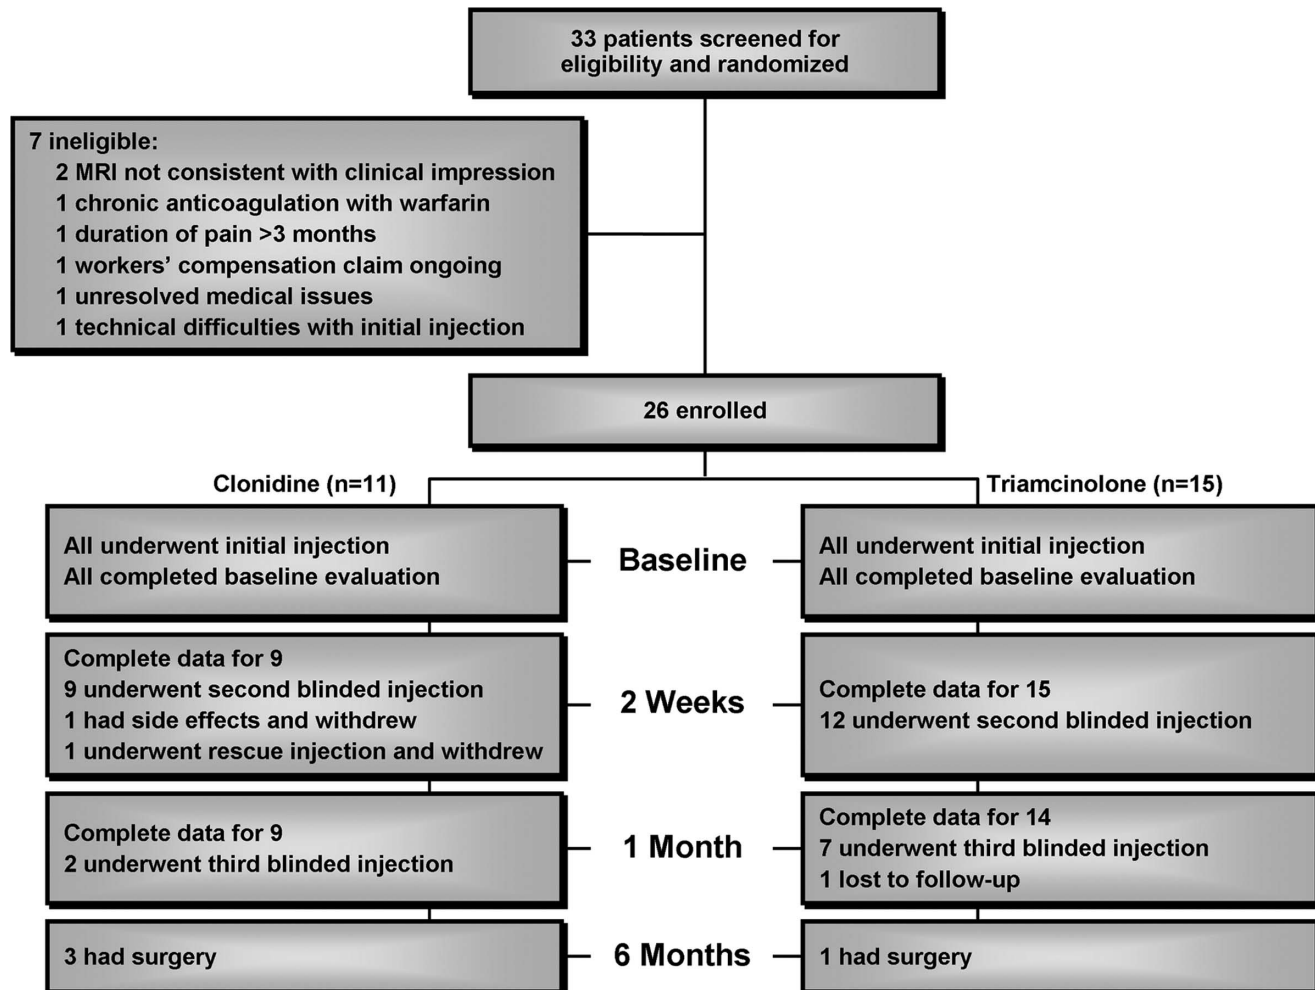 33 patients screened for
eligibility and randomized
7 ineligible:
2 MRI not consistent with clinical impression
1 chronic anticoagulation with warfarin
1 duration of pain >3 months
1 workers’ compensation claim ongoing
1 unresolved medical issues
1 technical difficulties with initial injection
26 enrolled
Clonidine (n=11)
Triamcinolone (n=15)
All underwent initial injection
All completed baseline evaluation
Baseline
All underwent initial injection
All completed baseline evaluation
Complete data for 9
9 underwent second blinded injection
1 had side effects and withdrew
1 underwent rescue injection and withdrew
2 Weeks
Complete data for 15
12 underwent second blinded injection
Complete data for 9
2 underwent third blinded injection
1 Month
Complete data for 14
7 underwent third blinded injection
1 lost to follow-up
3 had surgery
6 Months
1 had surgery